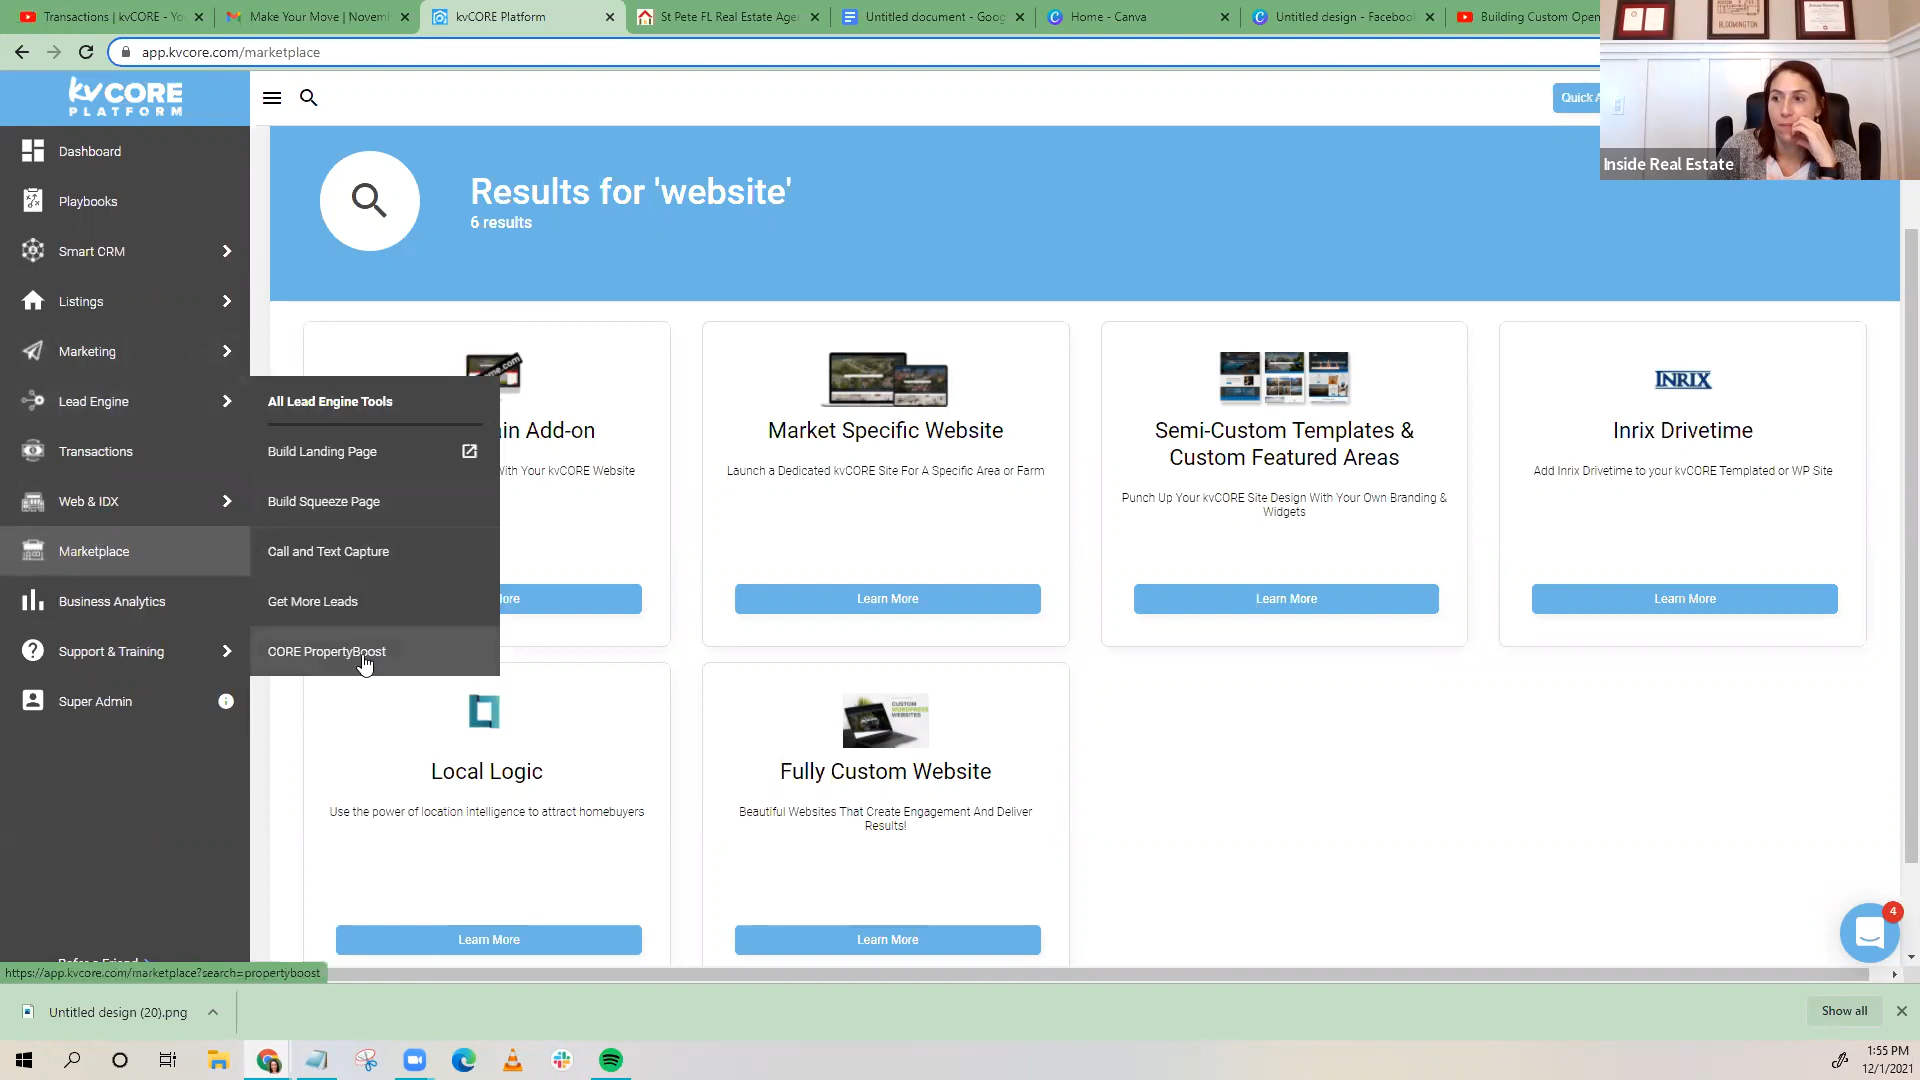 Transactions | kvCORE - Yo
Make Your Move | Novem
kvCORE Platform
St Pete FL Real Estate Age
Untitled document - Goog
Home - Canva
Untitled design - Faceboo
Building Custom Open
app.kvcore.com/marketplace
kvCORE
PLATFORM
Quick A
Inside Real Estate
BLOOMINGTON
Dashboard
Playbooks
Smart CRM
Listings
Marketing
Lead Engine
Transactions
Web & IDX
Marketplace
Business Analytics
Support & Training
Super Admin
All Lead Engine Tools
Build Landing Page
Build Squeeze Page
Call and Text Capture
Get More Leads
CORE PropertyBoost
Results for 'website'
6 results
ain Add-on
With Your kvCORE Website
ore
Market Specific Website
Launch a Dedicated kvCORE Site For A Specific Area or Farm
Learn More
Semi-Custom Templates &
Custom Featured Areas
Punch Up Your kvCORE Site Design With Your Own Branding &
Widgets
Learn More
INRIX
Inrix Drivetime
Add Inrix Drivetime to your kvCORE Templated or WP Site
Learn More
Local Logic
Use the power of location intelligence to attract homebuyers
Learn More
CUSTOM
WORDPRESS
WEBSITES
Fully Custom Website
Beautiful Websites That Create Engagement And Deliver
Results!
Learn More
4
https://app.kvcore.com/marketplace?search=propertyboost
Untitled design (20).png
Show all
1:55 PM
12/1/2021